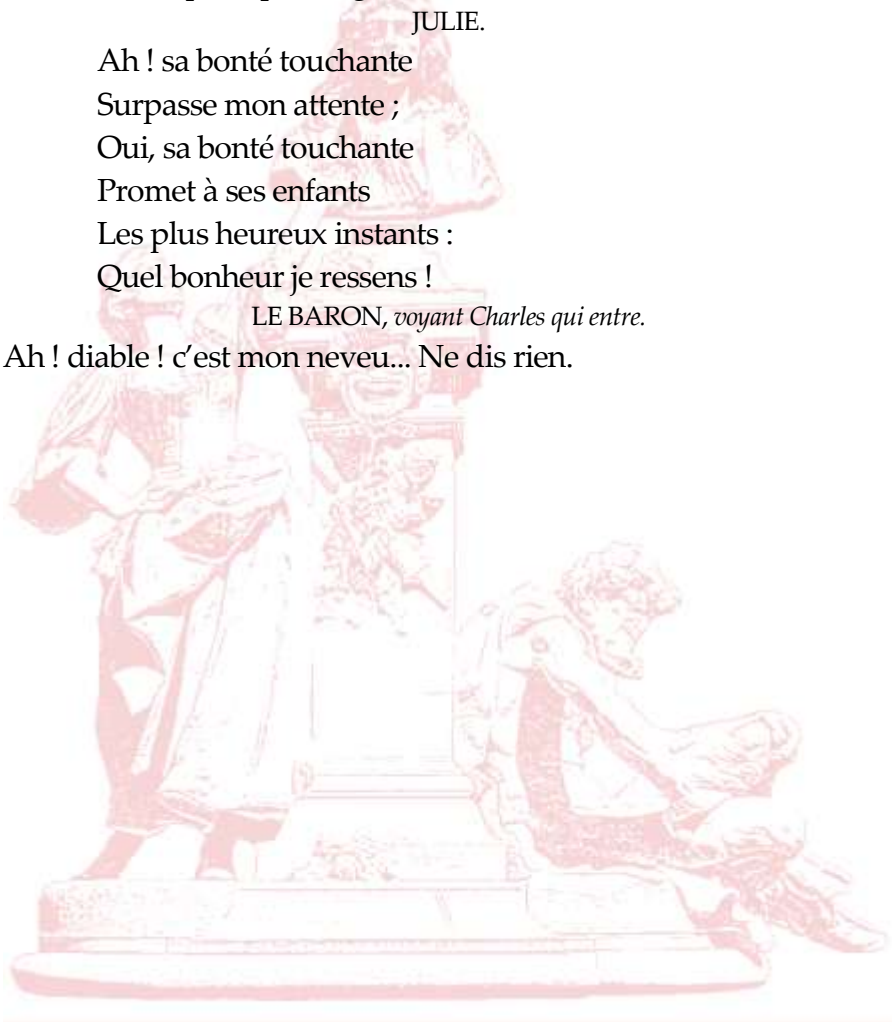 JULIE.
Ah ! sa bonté touchante
Surpasse mon attente ;
Oui, sa bonté touchante
Promet à ses enfants
Les plus heureux instants :
Quel bonheur je ressens !
LE BARON, voyant Charles qui entre.
Ah ! diable ! c’est mon neveu... Ne dis rien.